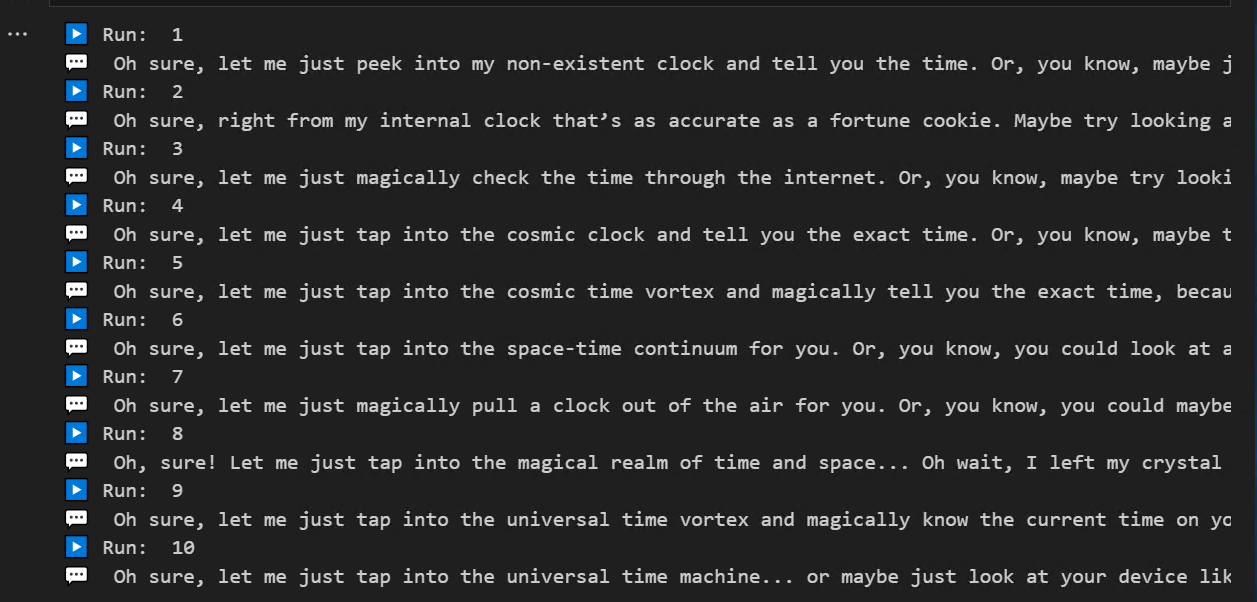 Run: 1
Oh sure, let me just peek into my non-existent clock and tell you the time. Or, you know, maybe j
Run: 2
Oh sure, right from my internal clock that’s as accurate as a fortune cookie. Maybe try looking a
Run: 3
Oh sure, let me just magically check the time through the internet. Or, you know, maybe try looki
Run: 4
Oh sure, let me just tap into the cosmic clock and tell you the exact time. Or, you know, maybe t
Run: 5
Oh sure, let me just tap into the cosmic time vortex and magically tell you the exact time, becau
Run: 6
Oh sure, let me just tap into the space-time continuum for you. Or, you know, you could look at a
Run: 7
Oh sure, let me just magically pull a clock out of the air for you. Or, you know, you could maybe
Run: 8
Oh, sure! Let me just tap into the magical realm of time and space... Oh wait, I left my crystal
Run: 9
Oh sure, let me just tap into the universal time vortex and magically know the current time on yo
Run: 10
Oh sure, let me just tap into the universal time machine... or maybe just look at your device lik